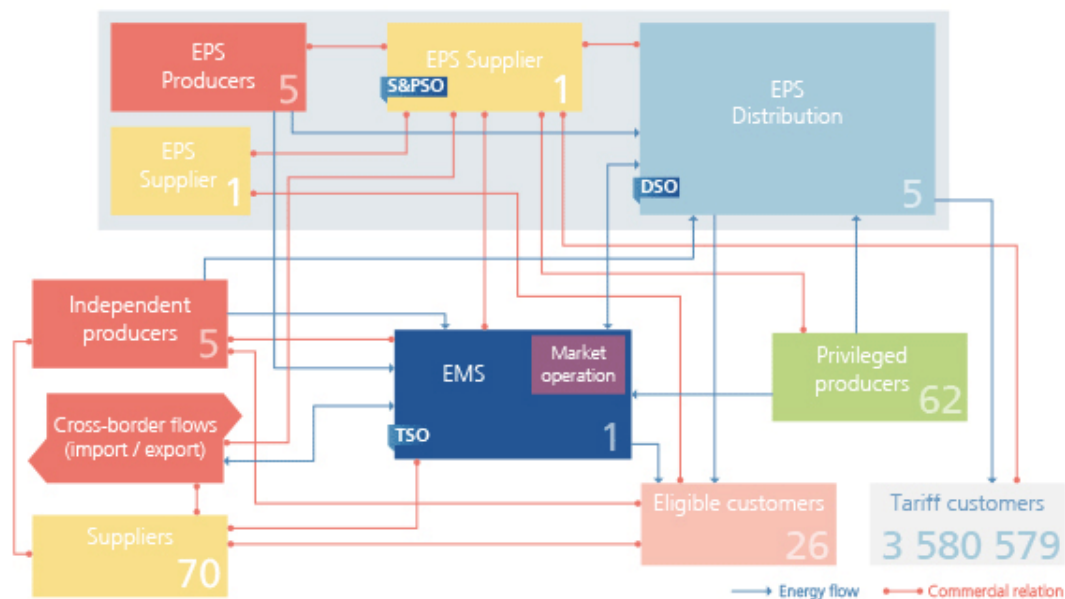 EPS
Producers
5
EPS Supplier
S&PSO
1
EPS
Distribution
DSO
5
EPS
Supplier
1
Independent
producers
5
EMS
Market
operation
TSO
1
Privileged
producers
62
Cross-border flows
(import / export)
Suppliers
70
Eligible customers
26
Tariff customers
3 580 579
Energy flow
Commercial relation